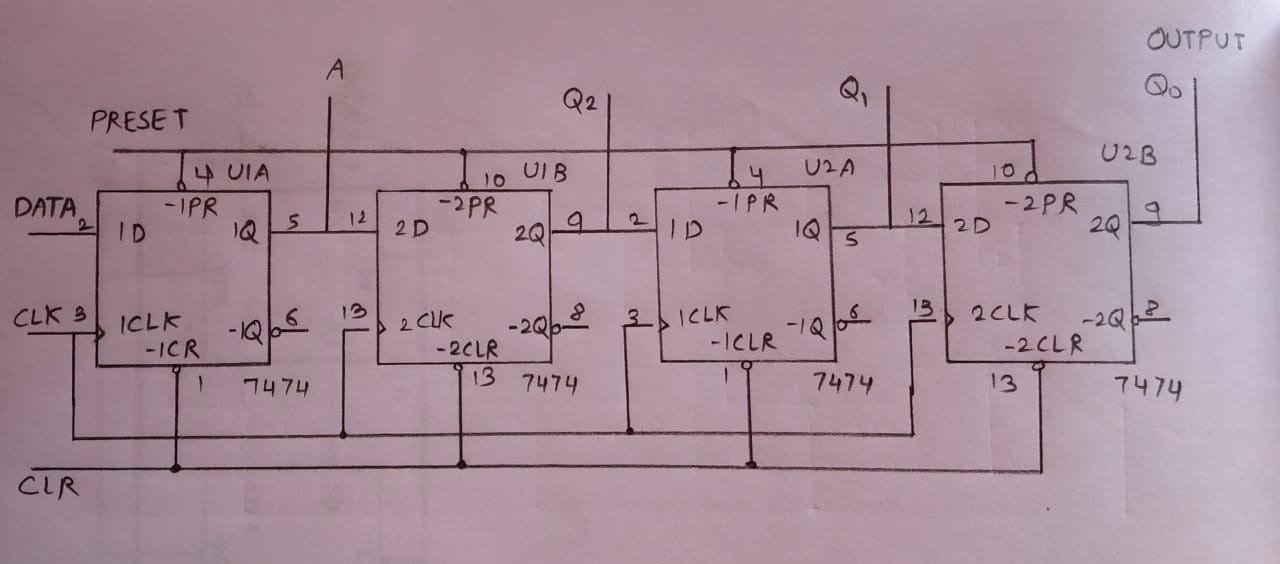 OUTPUT
A
Q2
Q1
Q0
PRESET
4 U1A
10 U1B
4 U2A
10 U2B
DATA 2
-1PR
-2PR
-1PR
-2PR
1D 1Q 5
12 2D 2Q 9
2 1D 1Q 5
12 2D 2Q 9
CLK 3 1CLK -1Q 6
13 2CLK -2Q 8
3 1CLK -1Q 6
13 2CLK -2Q 8
-1CR
-2CLR
-1CLR
-2CLR
1 7474
13 7474
1 7474
13 7474
CLR